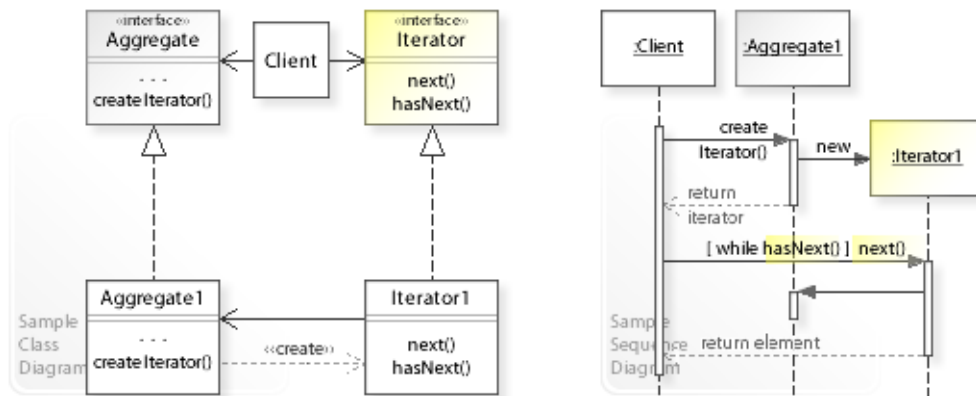 «interface»
Aggregate
. . .
createIterator()
Client
«interface»
Iterator
next()
hasNext()
Aggregate1
. . .
createIterator()
«create»
Iterator1
next()
hasNext()
Sample
Class
Diagram
:Client
:Aggregate1
create
Iterator()
new
:Iterator1
return
iterator
[ while hasNext() ] next()
return element
Sample
Sequence
Diagram